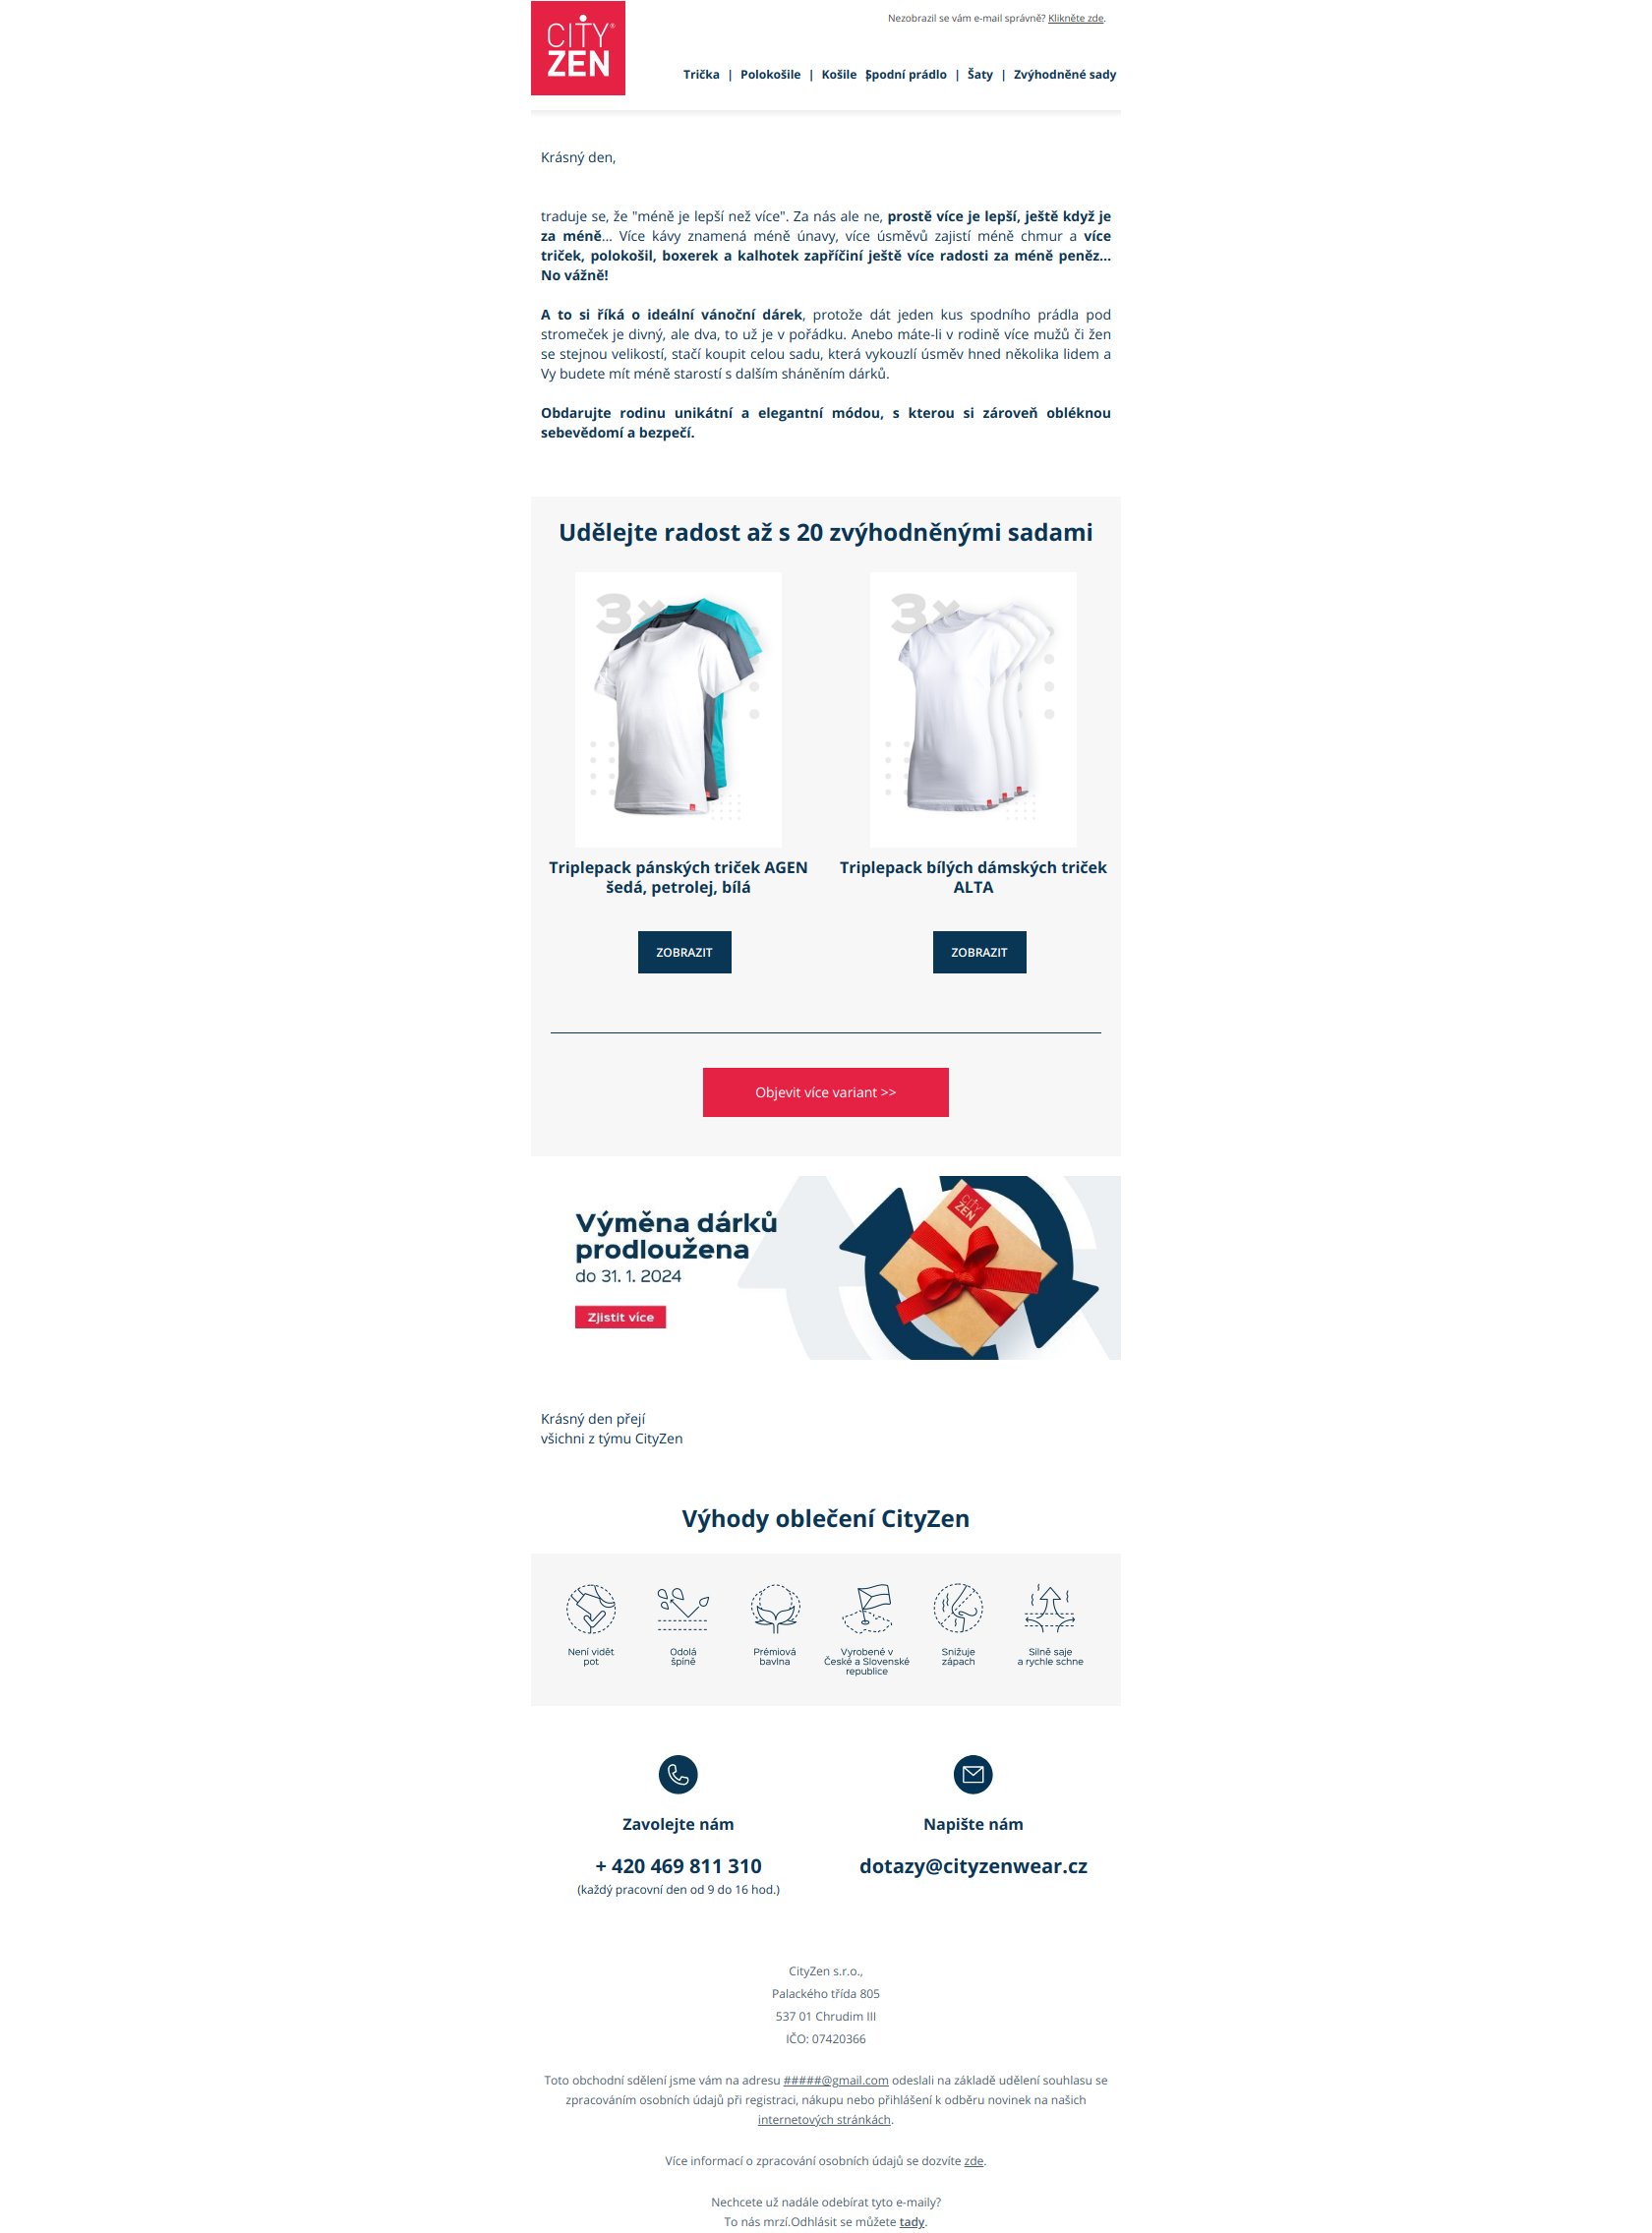 CITY ZEN®
Nezobrazil se vám e-mail správně? Klikněte zde.
Trička | Polokošile | Košile | Spodní prádlo | Šaty | Zvýhodněné sady
Krásný den,
traduje se, že "méně je lepší než více". Za nás ale ne, prostě více je lepší, ještě když je
za méně... Více kávy znamená méně únavy, více úsměvů zajistí méně chmur a více
triček, polokošil, boxerek a kalhotek zapříčiní ještě více radosti za méně peněz...
No vážně!
A to si říká o ideální vánoční dárek, protože dát jeden kus spodního prádla pod
stromeček je divný, ale dva, to už je v pořádku. Anebo máte-li v rodině více mužů či žen
se stejnou velikostí, stačí koupit celou sadu, která vykouzlí úsměv hned několika lidem a
Vy budete mít méně starostí s dalším sháněním dárků.
Obdarujte rodinu unikátní a elegantní módou, s kterou si zároveň obléknou
sebevědomí a bezpečí.
Udělejte radost až s 20 zvýhodněnými sadami
3×
3×
Triplepack pánských triček AGEN
šedá, petrolej, bílá
Triplepack bílých dámských triček
ALTA
ZOBRAZIT
ZOBRAZIT
Objevit více variant >>
Výměna dárků
prodloužena
do 31. 1. 2024
Zjistit více
CITY ZEN
Krásný den přejí
všichni z týmu CityZen
Výhody oblečení CityZen
Není vidět
pot
Odolá
špíně
Prémiová
bavlna
Vyrobené v
České a Slovenské
republice
Snižuje
zápach
Silně saje
a rychle schne
Zavolejte nám
+ 420 469 811 310
(každý pracovní den od 9 do 16 hod.)
Napište nám
dotazy@cityzenwear.cz
CityZen s.r.o.,
Palackého třída 805
537 01 Chrudim III
IČO: 07420366
Toto obchodní sdělení jsme vám na adresu #####@gmail.com odeslali na základě udělení souhlasu se
zpracováním osobních údajů při registraci, nákupu nebo přihlášení k odběru novinek na našich
internetových stránkách.
Více informací o zpracování osobních údajů se dozvíte zde.
Nechcete už nadále odebírat tyto e-maily?
To nás mrzí.Odhlásit se můžete tady.